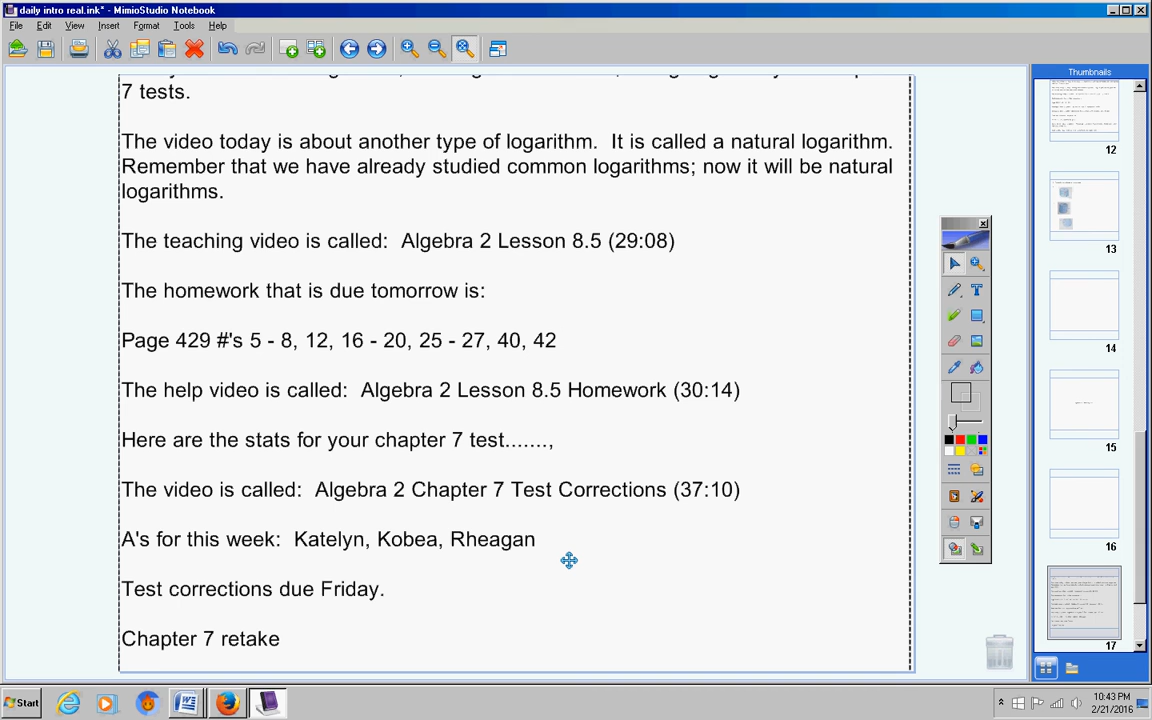 daily intro real.ink* - MimioStudio Notebook
File Edit View Insert Format Tools Help
7 tests.
The video today is about another type of logarithm.  It is called a natural logarithm.
Remember that we have already studied common logarithms; now it will be natural
logarithms.
The teaching video is called:  Algebra 2 Lesson 8.5 (29:08)
The homework that is due tomorrow is:
Page 429 #'s 5 - 8, 12, 16 - 20, 25 - 27, 40, 42
The help video is called:  Algebra 2 Lesson 8.5 Homework (30:14)
Here are the stats for your chapter 7 test.......,
The video is called:  Algebra 2 Chapter 7 Test Corrections (37:10)
A's for this week:  Katelyn, Kobea, Rheagan
Test corrections due Friday.
Chapter 7 retake
Thumbnails
12
13
14
15
16
17
Start
10:43 PM
2/21/2016